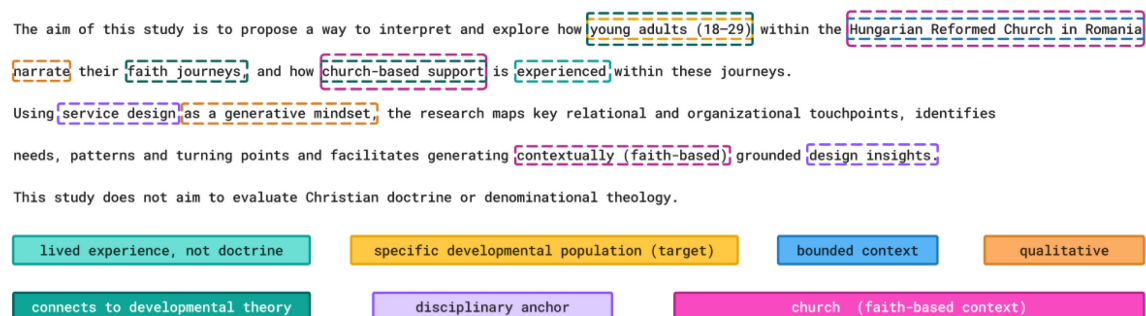 The aim of this study is to propose a way to interpret and explore how young adults (18–29) within the Hungarian Reformed Church in Romania
narrate their faith journeys, and how church-based support is experienced within these journeys.
Using service design as a generative mindset, the research maps key relational and organizational touchpoints, identifies
needs, patterns and turning points and facilitates generating contextually (faith-based) grounded design insights.
This study does not aim to evaluate Christian doctrine or denominational theology.
lived experience, not doctrine specific developmental population (target) bounded context qualitative
connects to developmental theory disciplinary anchor church (faith-based context)